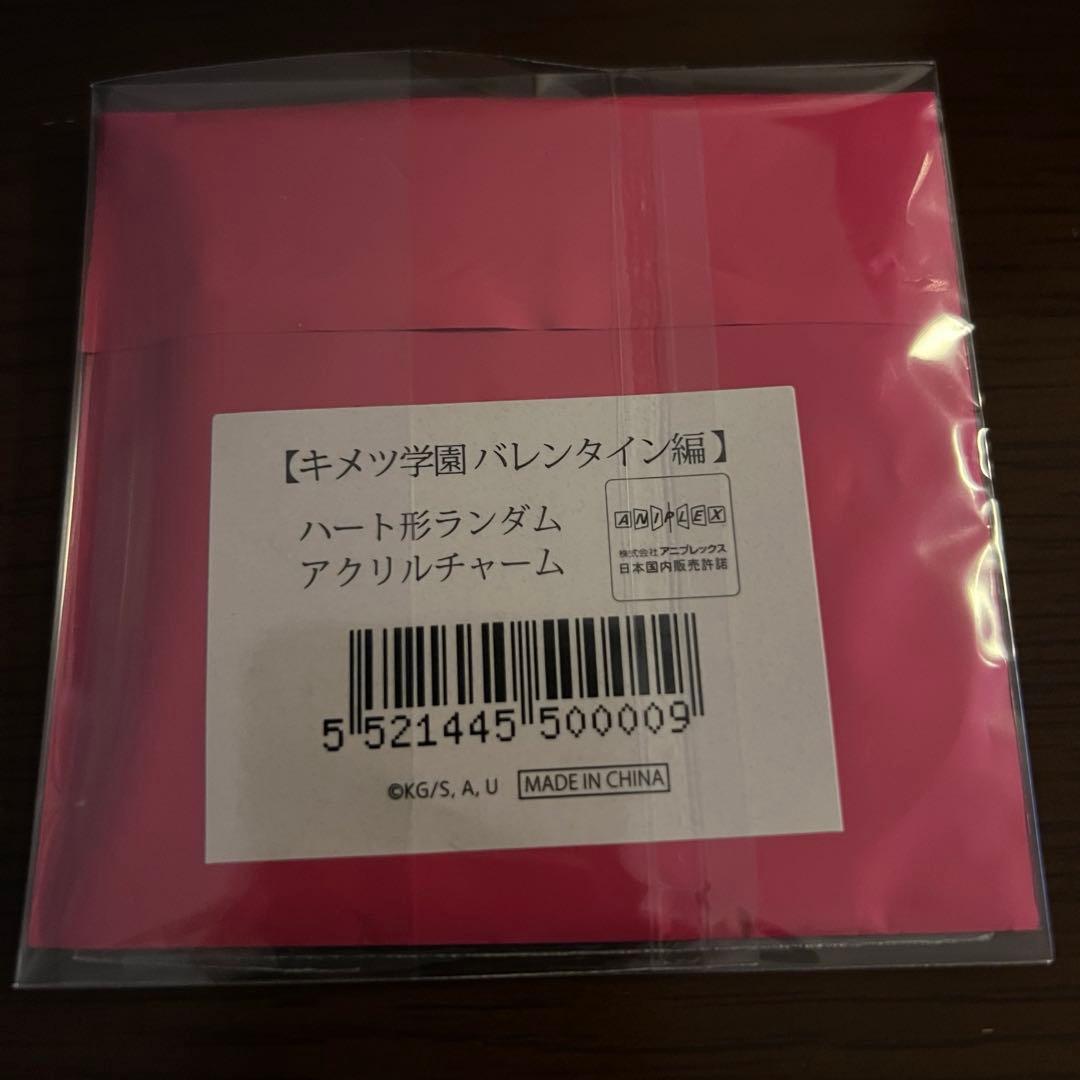 【キメツ学園 バレンタイン編】
ハート形ランダム
アクリルチャーム
ANIPLEX
株式会社アニプレックス
日本国内販売許諾
5 521445 500009
©KG/S, A, U
MADE IN CHINA